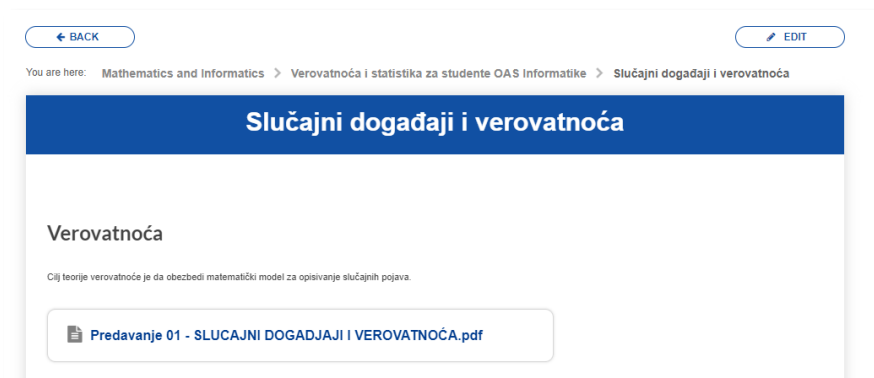 BACK
EDIT
You are here: Mathematics and Informatics > Verovatnoća i statistika za studente OAS Informatike > Slučajni događaji i verovatnoća
Slučajni događaji i verovatnoća
Verovatnoća
Cilj teorije verovatnoće je da obezbedi matematički model za opisivanje slučajnih pojava.
Predavanje 01 - SLUCAJNI DOGADJAJI I VEROVATNOĆA.pdf